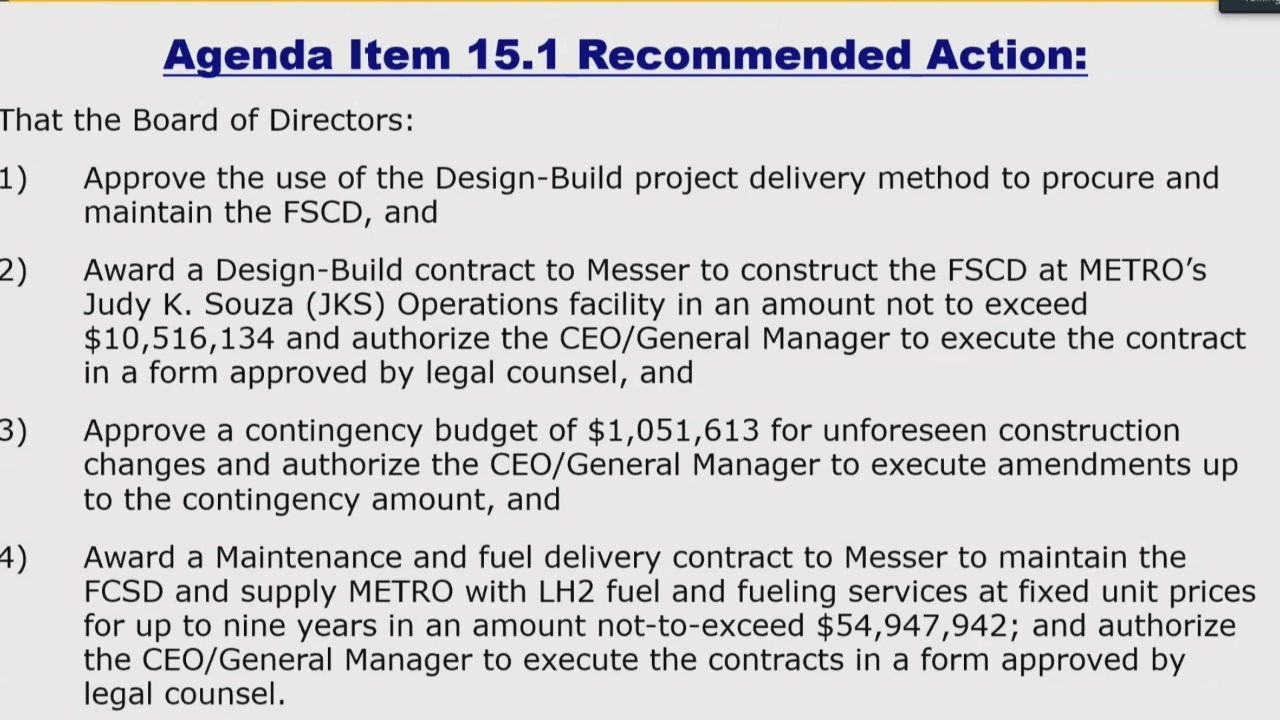 Agenda Item 15.1 Recommended Action:
That the Board of Directors:
1) Approve the use of the Design-Build project delivery method to procure and
maintain the FSCD, and
2) Award a Design-Build contract to Messer to construct the FSCD at METRO’s
Judy K. Souza (JKS) Operations facility in an amount not to exceed
$10,516,134 and authorize the CEO/General Manager to execute the contract
in a form approved by legal counsel, and
3) Approve a contingency budget of $1,051,613 for unforeseen construction
changes and authorize the CEO/General Manager to execute amendments up
to the contingency amount, and
4) Award a Maintenance and fuel delivery contract to Messer to maintain the
FCSD and supply METRO with LH2 fuel and fueling services at fixed unit prices
for up to nine years in an amount not-to-exceed $54,947,942; and authorize
the CEO/General Manager to execute the contracts in a form approved by
legal counsel.